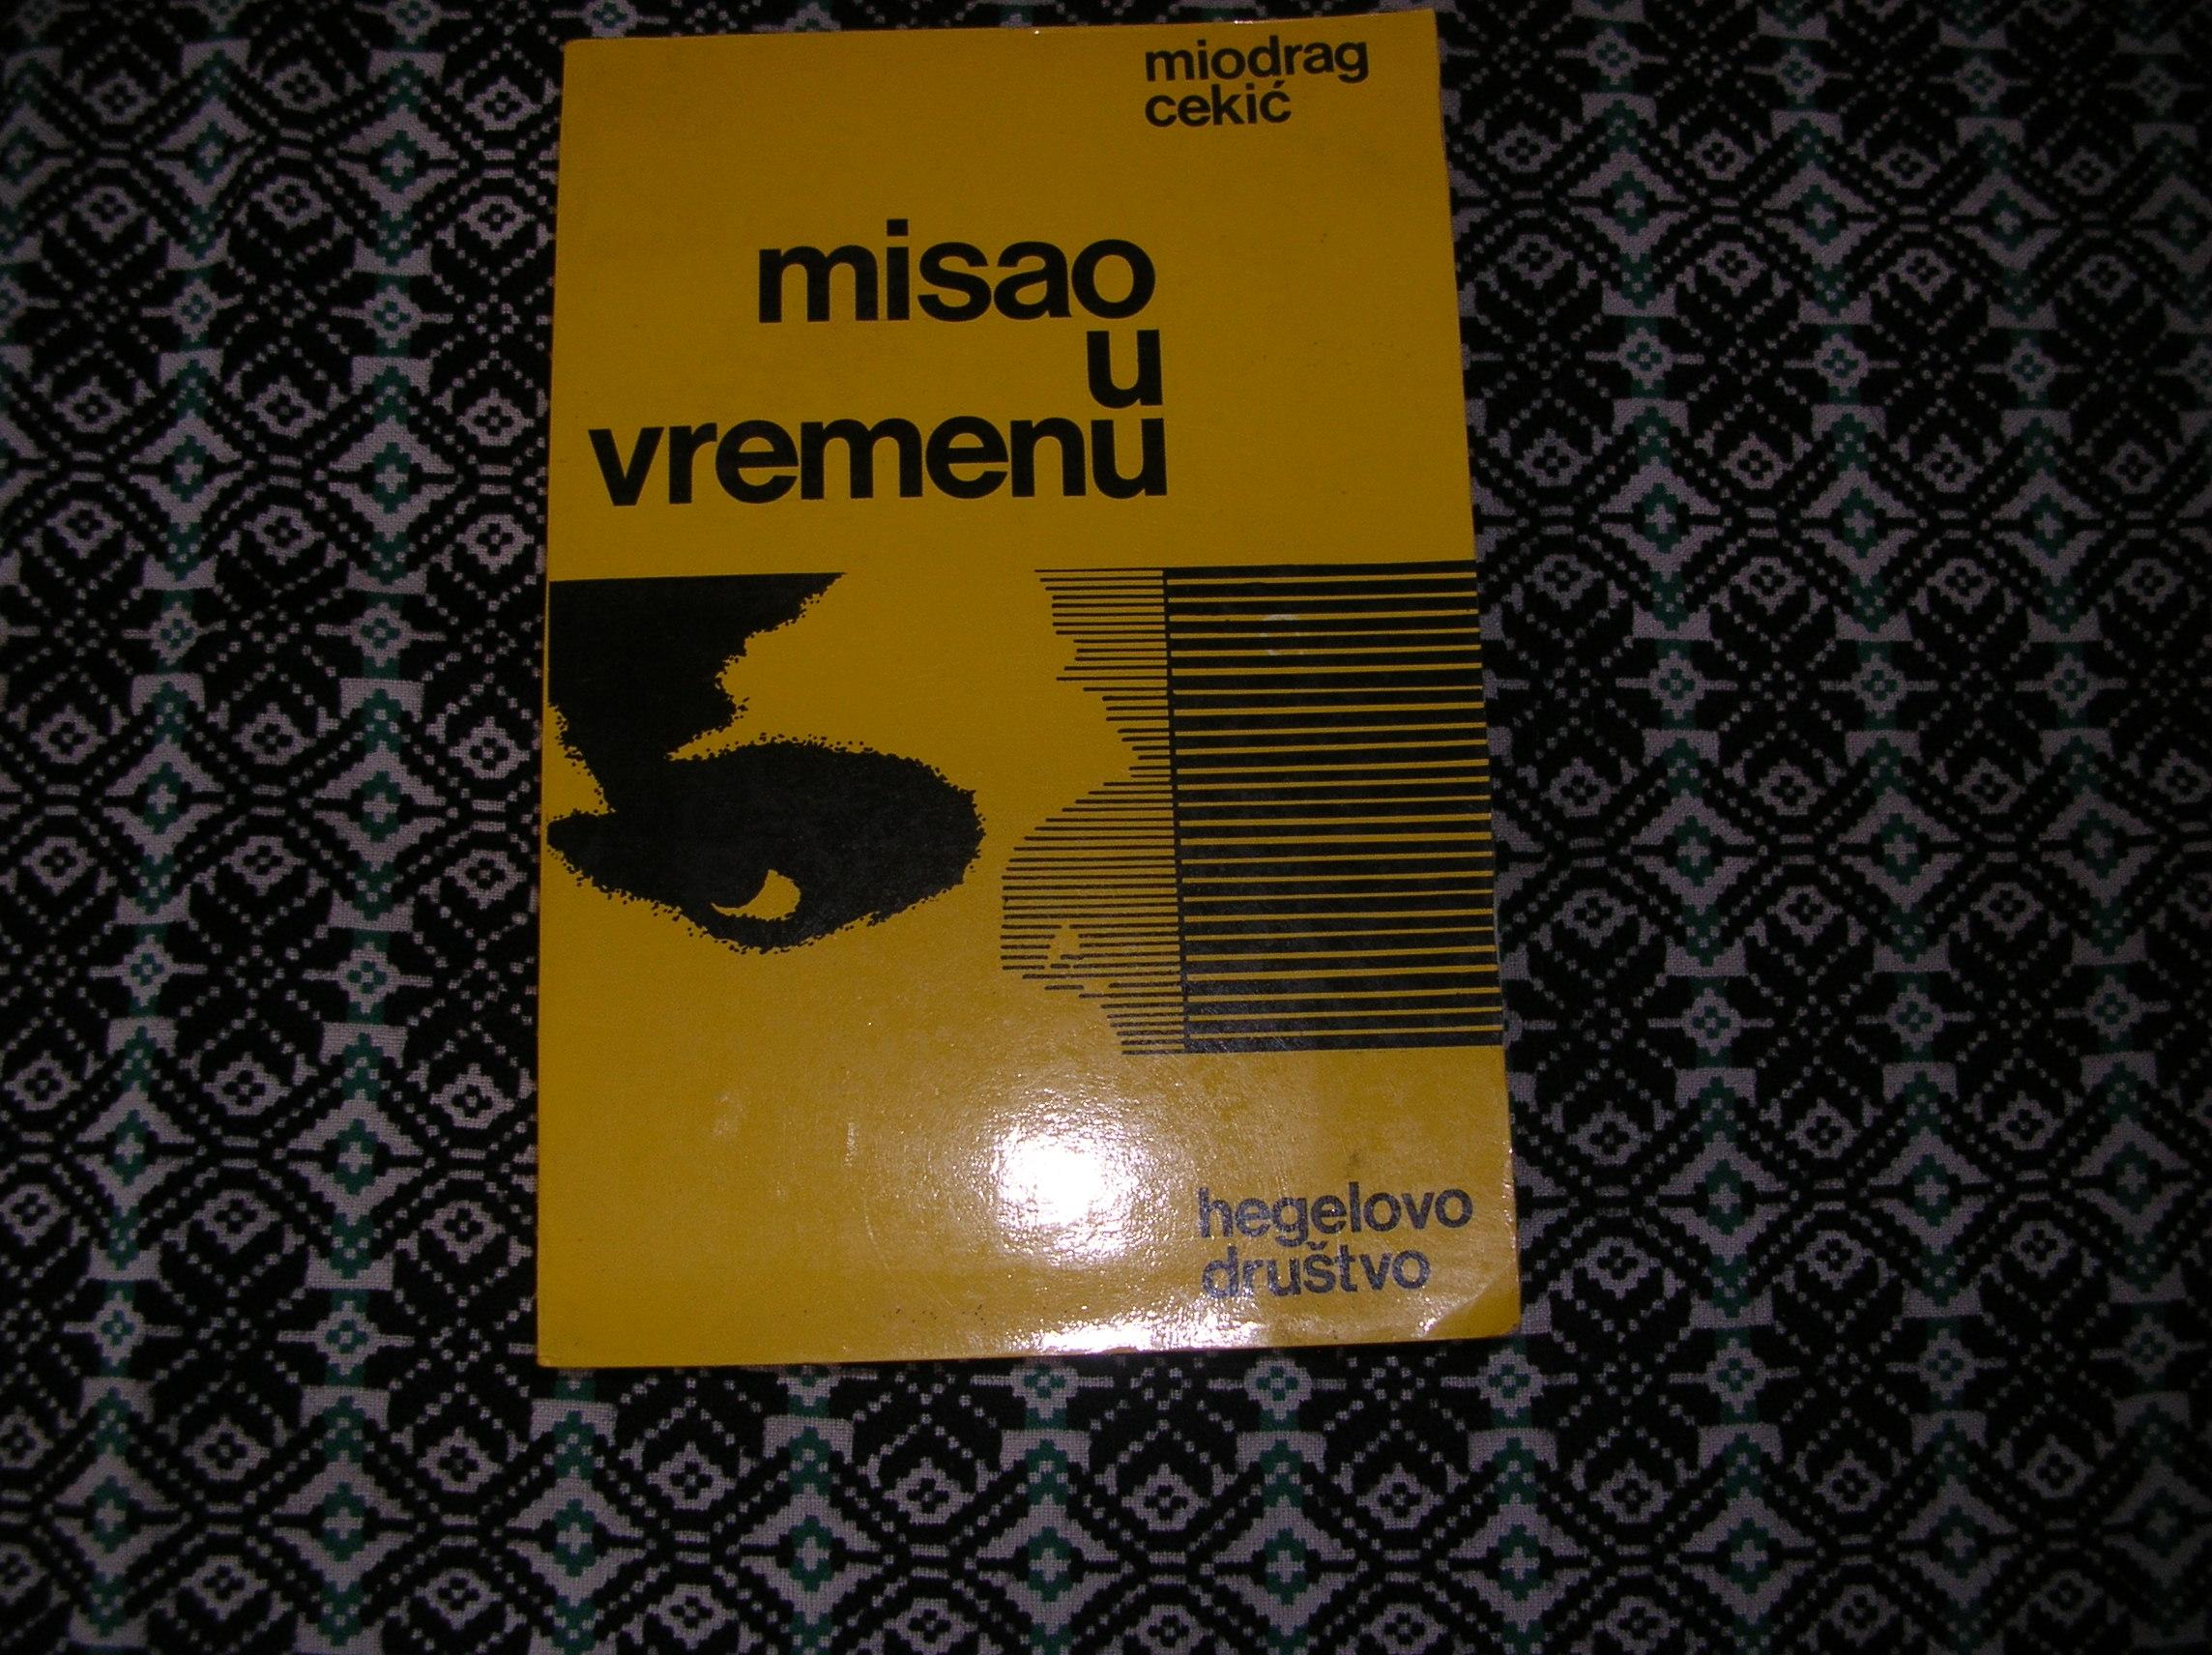 miodrag
cekić
misao
u
vremenu
hegelovo
društvo